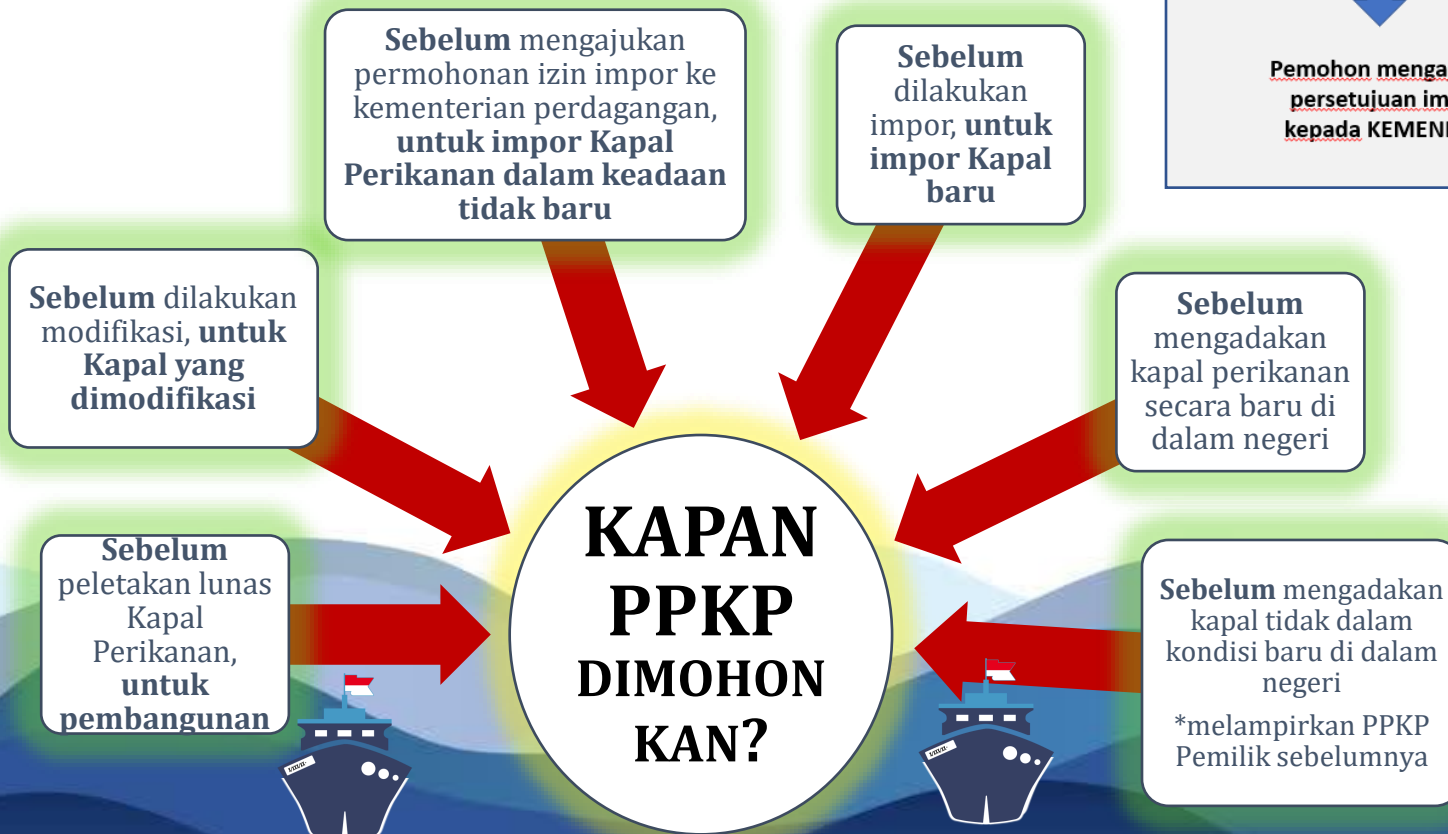 Sebelum mengajukan
permohonan izin impor ke
kementerian perdagangan,
untuk impor Kapal
Perikanan dalam keadaan
tidak baru
Sebelum
dilakukan
impor, untuk
impor Kapal
baru
Pemohon
persetujuan
kepada
Sebelum dilakukan
modifikasi, untuk
Kapal yang
dimodifikasi
Sebelum
mengadakan
kapal perikanan
secara baru di
dalam negeri
Sebelum
peletakan lunas
Kapal
Perikanan,
untuk
pembangunan
KAPAN
PPKP
DIMOHON
KAN?
Sebelum mengadakan
kapal tidak dalam
kondisi baru di dalam
negeri
*melampirkan PPKP
Pemilik sebelumnya